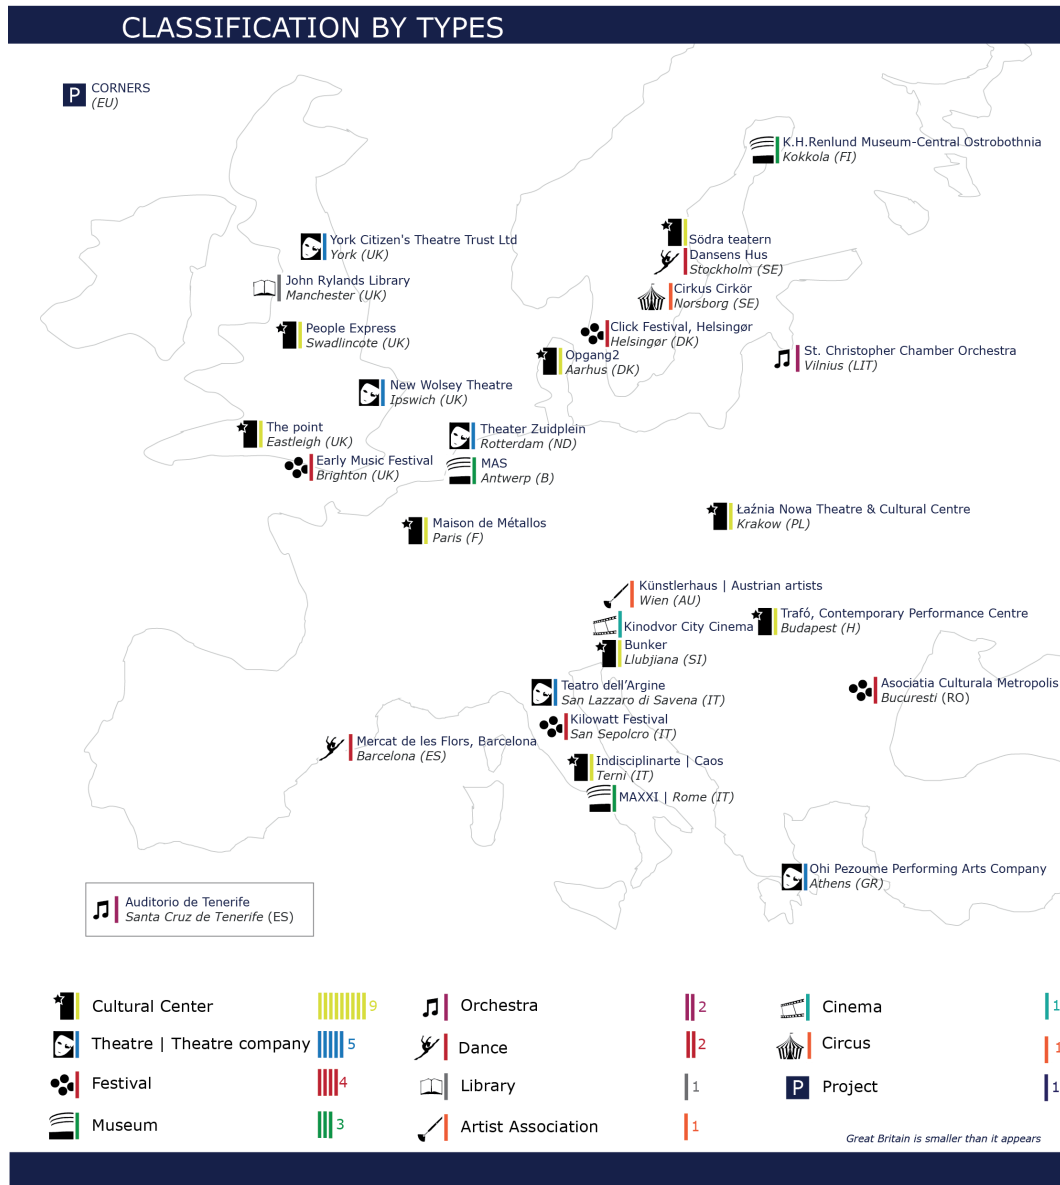 CLASSIFICATION BY TYPES
P
CORNERS
(EU)
K.H.Renlund Museum-Central Ostrobothnia
Kokkola (FI)
York Citizen's Theatre Trust Ltd
York (UK)
Södra teatern
Dansens Hus
Stockholm (SE)
John Rylands Library
Manchester (UK)
Cirkus Cirkör
Norsborg (SE)
People Express
Swadlincote (UK)
Click Festival, Helsingør
Helsingør (DK)
Opgang2
Aarhus (DK)
St. Christopher Chamber Orchestra
Vilnius (LIT)
New Wolsey Theatre
Ipswich (UK)
The point
Eastleigh (UK)
Theater Zuidplein
Rotterdam (ND)
Early Music Festival
Brighton (UK)
MAS
Antwerp (B)
Maison de Métallos
Paris (F)
Łaźnia Nowa Theatre & Cultural Centre
Krakow (PL)
Künstlerhaus | Austrian artists
Wien (AU)
Kinodvor City Cinema
Trafó, Contemporary Performance Centre
Budapest (H)
Bunker
Llubjiana (SI)
Teatro dell'Argine
San Lazzaro di Savena (IT)
Asociatia Culturala Metropolis
Bucuresti (RO)
Kilowatt Festival
San Sepolcro (IT)
Mercat de les Flors, Barcelona
Barcelona (ES)
Indisciplinarte | Caos
Terni (IT)
MAXXI | Rome (IT)
Ohi Pezoume Performing Arts Company
Athens (GR)
Auditorio de Tenerife
Santa Cruz de Tenerife (ES)
Cultural Center 9
Theatre | Theatre company 5
Festival 4
Museum 3
Orchestra 2
Dance 2
Library 1
Artist Association 1
Cinema 1
Circus 1
P Project 1
Great Britain is smaller than it appears